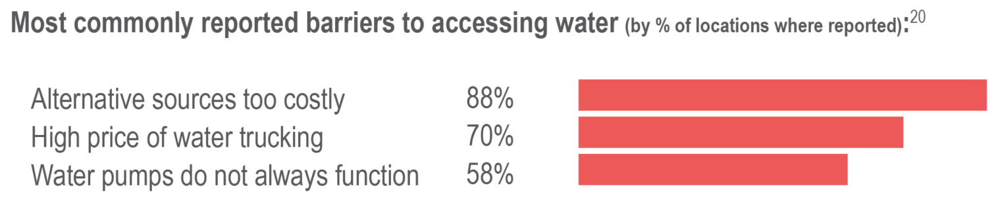 Most commonly reported barriers to accessing water (by % of locations where reported):20
Alternative sources too costly 88%
High price of water trucking 70%
Water pumps do not always function 58%